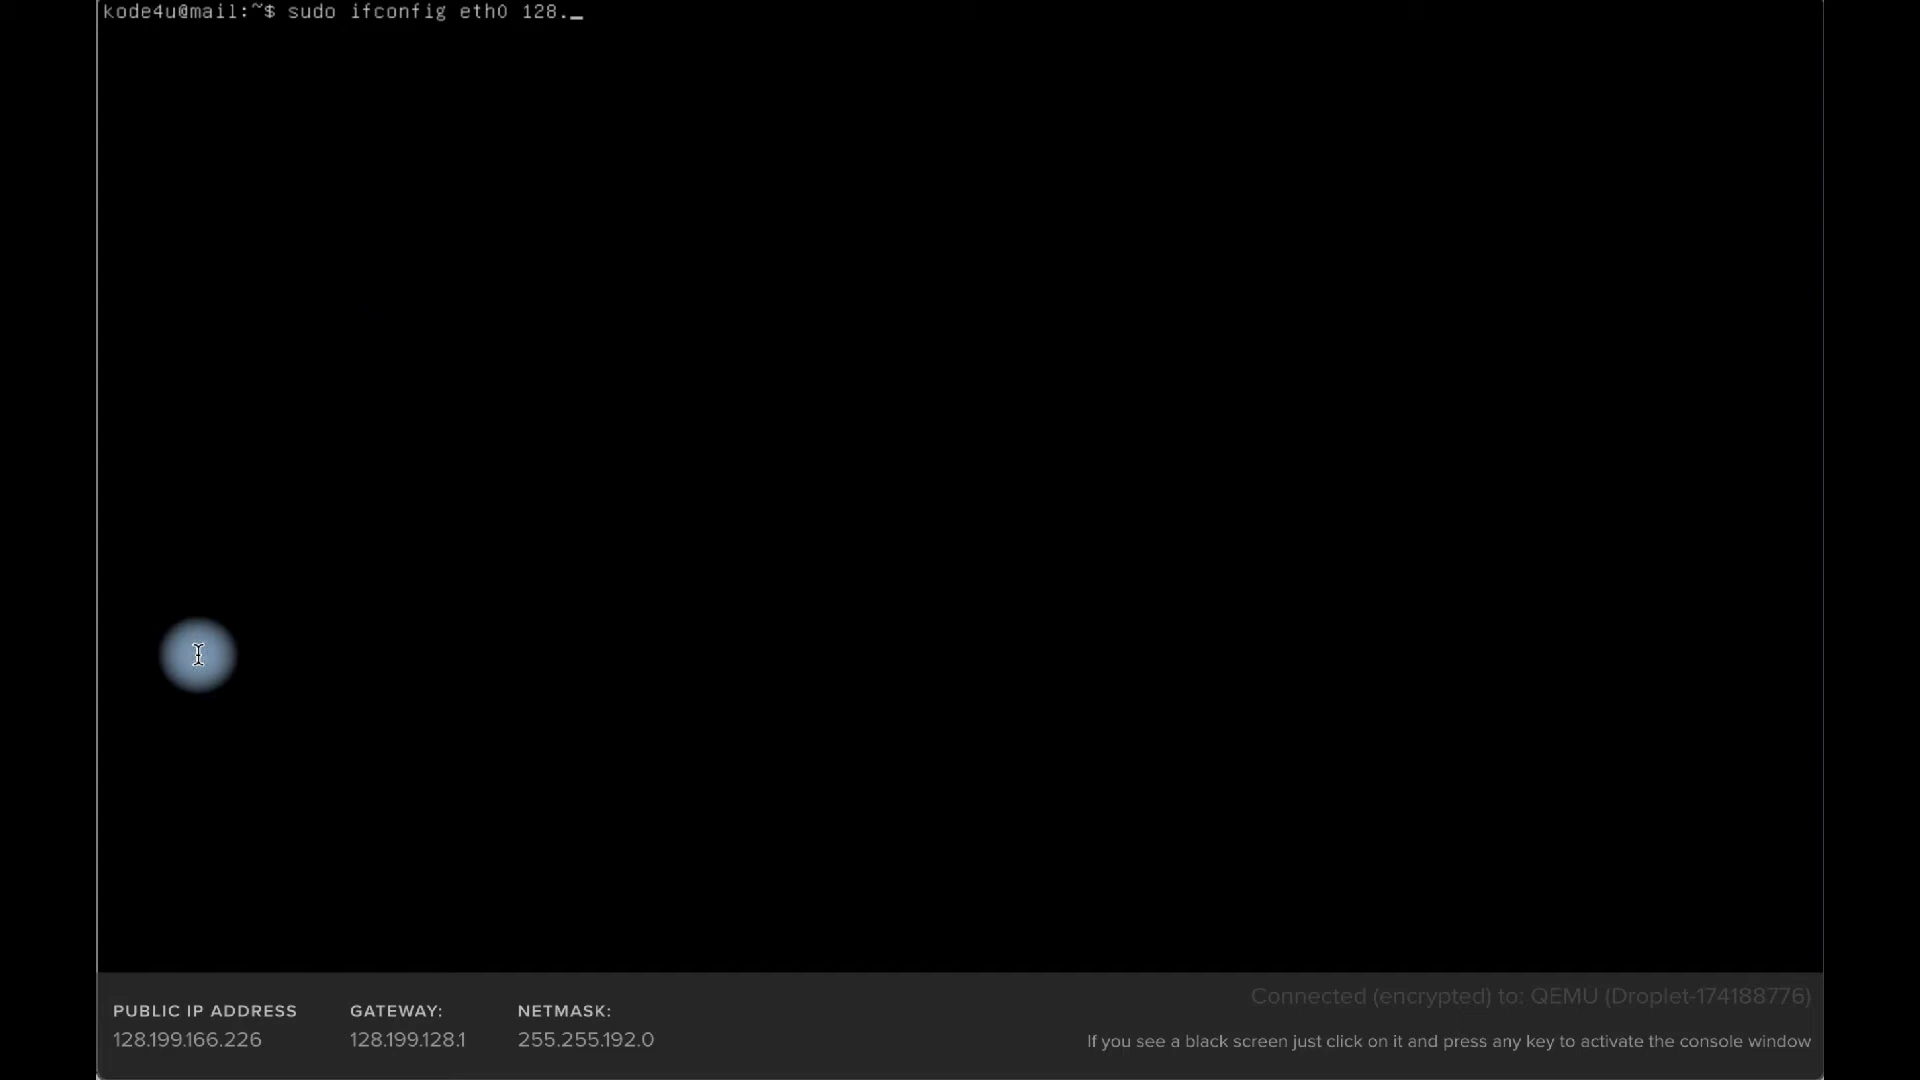 kode4u@mail:~$ sudo ifconfig eth0 128._
PUBLIC IP ADDRESS GATEWAY: NETMASK:
128.199.166.226 128.199.128.1 255.255.192.0
Connected (encrypted) to: QEMU (Droplet-174188776)
If you see a black screen just click on it and press any key to activate the console window